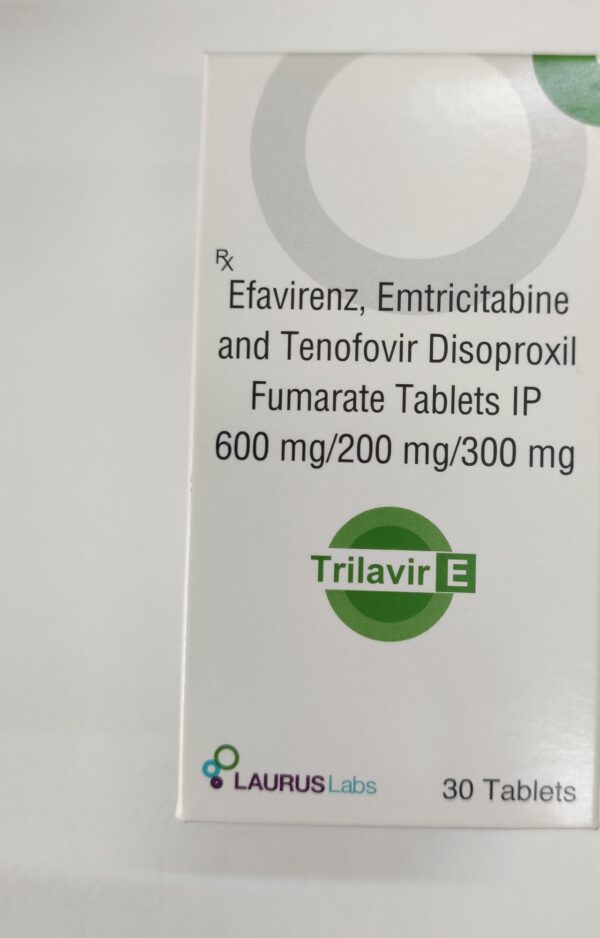 Rx
Efavirenz, Emtricitabine
and Tenofovir Disoproxil
Fumarate Tablets IP
600 mg/200 mg/300 mg
Trilavir E
LAURUS Labs
30 Tablets